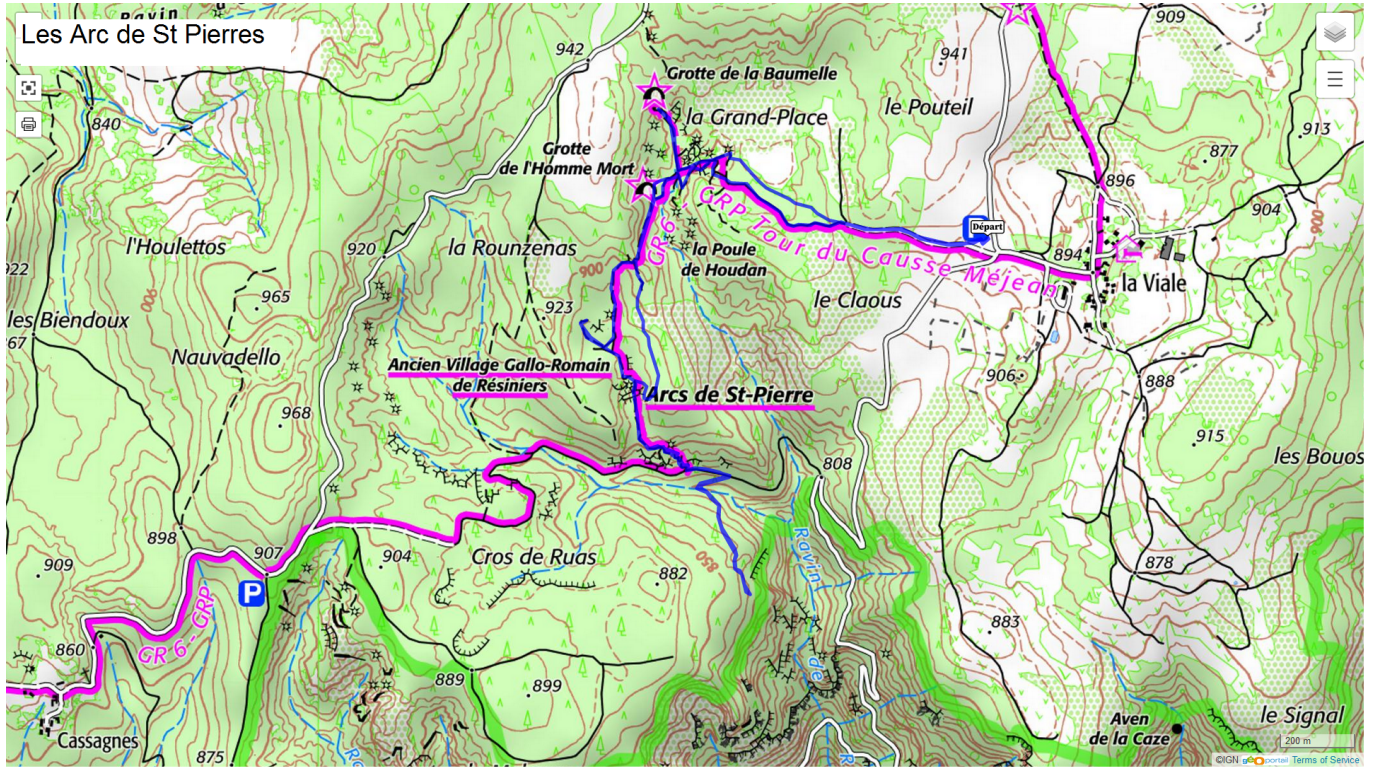 Les Arc de St Pierres
942
909
941
Grotte de la Baumelle
le Pouteil
la Grand-Place
840
913
Grotte
de l'Homme Mort
877
896
904
900
GRP Tour du Causse Méjean
GR 6
Départ
l'Houlettos
920
la Rounzenas
la Poule
de Houdan
894
922
900
la Viale
965
900
923
le Claous
les Biendoux
67
Nauvadello
Ancien Village Gallo-Romain
de Résiniers
906
888
Arcs de St-Pierre
968
915
les Bouos
808
898
907
904
Cros de Ruas
850
882
Ravin
de
878
909
P
883
GR 6 - GRP
860
889
899
Aven
de la Caze
le Signal
Cassagnes
875
200 m
©IGN géoportail Terms of Service